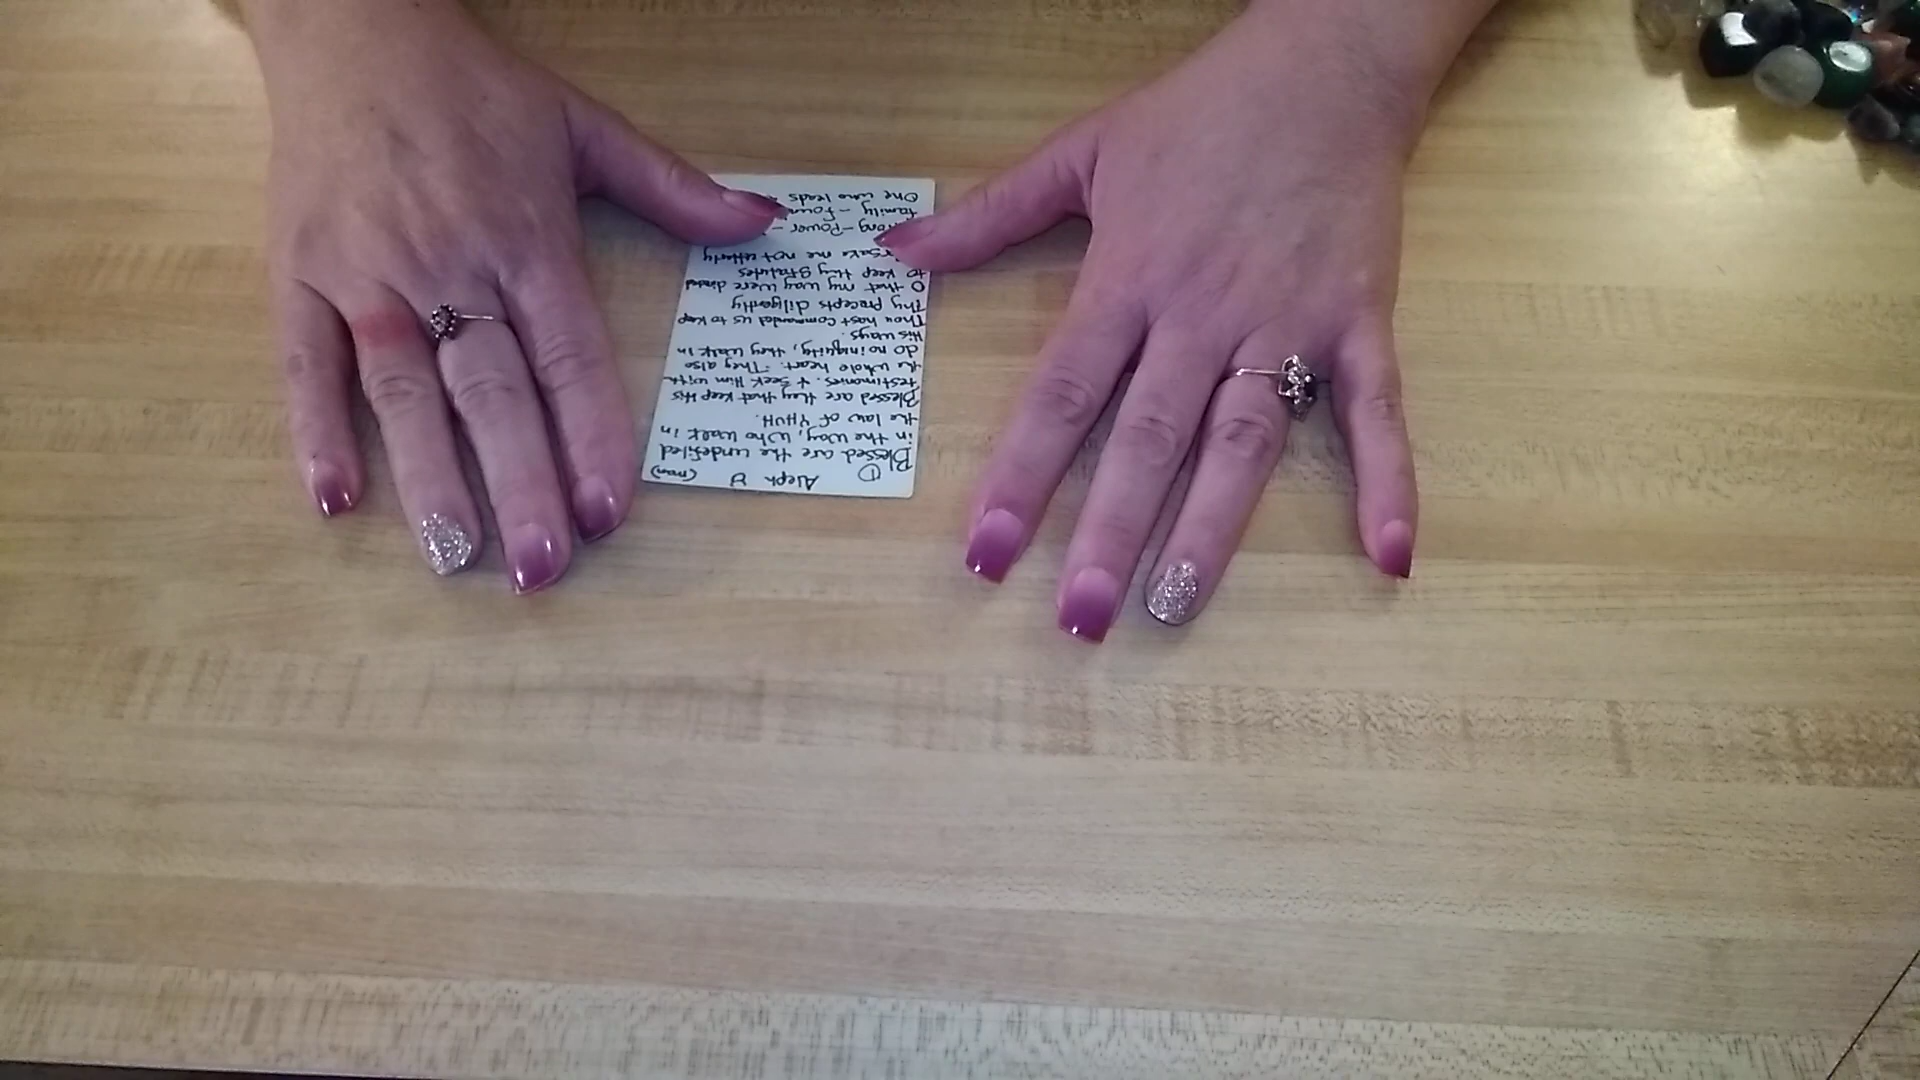 ① Aleph (man)
Blessed are the undefiled
in the way, who walk in
the law of YHUH.
Blessed are they that keep His
testimonies. + Seek Him with
the whole heart. They also
do no iniquity, they walk in
His ways.
Thou hast commanded us to keep
Thy Precepts diligently
O that my way were
to keep thy Statutes
me not utterly
-Power-
family-
One who leads